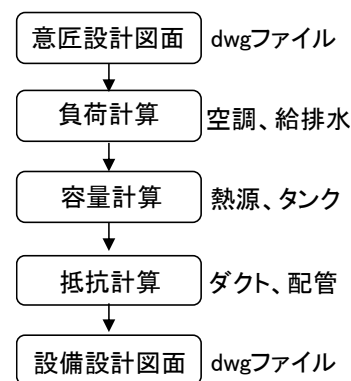 意匠設計図面 dwgファイル
負荷計算 空調、給排水
容量計算 熱源、タンク
抵抗計算 ダクト、配管
設備設計図面 dwgファイル